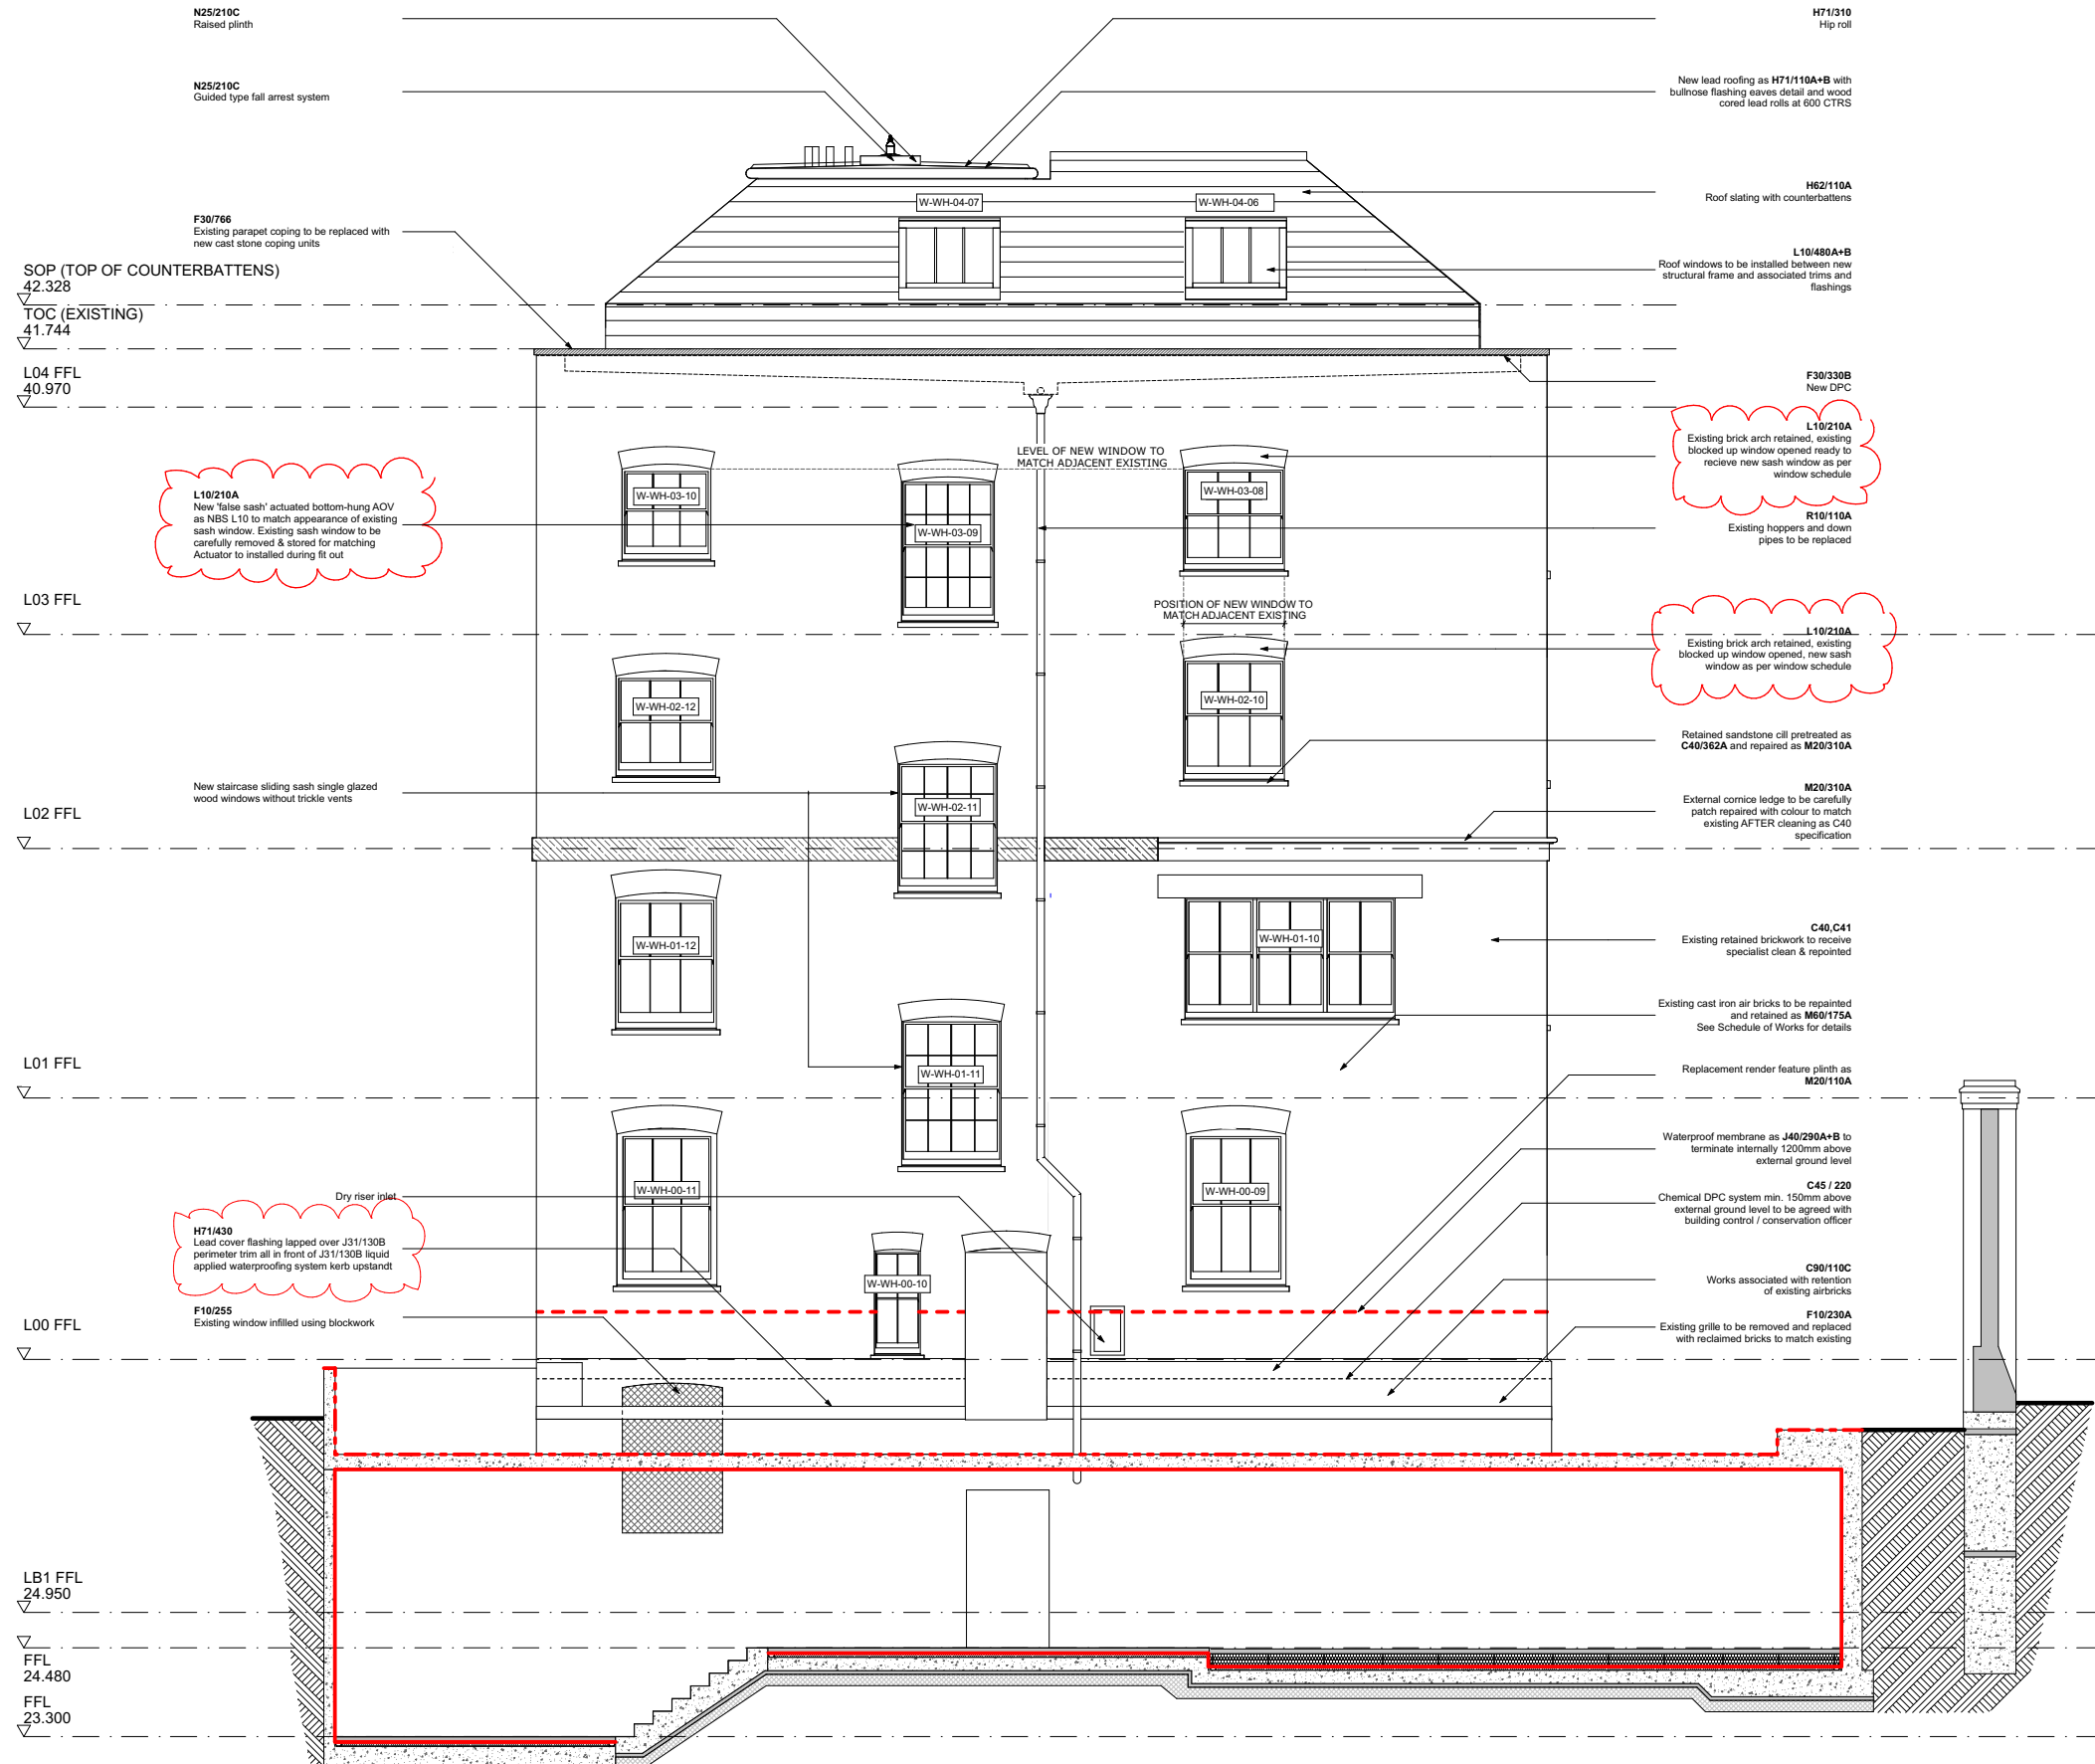 N25/210C
Raised plinth
N25/210C
Guided type fall arrest system
F30/766
Existing parapet coping to be replaced with
new cast stone coping units
SOP (TOP OF COUNTERBATTENS)
42.328
TOC (EXISTING)
41.744
L04 FFL
40.970
L10/210A
New 'false sash' actuated bottom-hung AOV
as NBS L10 to match appearance of existing
sash window. Existing sash window to be
carefully removed & stored for matching
Actuator to installed during fit out
L03 FFL
New staircase sliding sash single glazed
wood windows without trickle vents
L02 FFL
L01 FFL
Dry riser inlet
H71/430
Lead cover flashing lapped over J31/130B
perimeter trim all in front of J31/130B liquid
applied waterproofing system kerb upstandt
F10/255
Existing window infilled using blockwork
L00 FFL
LB1 FFL
24.950
FFL
24.480
FFL
23.300
W-WH-04-07
W-WH-04-06
LEVEL OF NEW WINDOW TO
MATCH ADJACENT EXISTING
W-WH-03-10
W-WH-03-09
W-WH-03-08
POSITION OF NEW WINDOW TO
MATCH ADJACENT EXISTING
W-WH-02-12
W-WH-02-10
W-WH-02-11
W-WH-01-12
W-WH-01-10
W-WH-01-11
W-WH-00-11
W-WH-00-09
W-WH-00-10
H71/310
Hip roll
New lead roofing as H71/110A+B with
bullnose flashing eaves detail and wood
cored lead rolls at 600 CTRS
H62/110A
Roof slating with counterbattens
L10/480A+B
Roof windows to be installed between new
structural frame and associated trims and
flashings
F30/330B
New DPC
L10/210A
Existing brick arch retained, existing
blocked up window opened ready to
recieve new sash window as per
window schedule
R10/110A
Existing hoppers and down
pipes to be replaced
L10/210A
Existing brick arch retained, existing
blocked up window opened, new sash
window as per window schedule
Retained sandstone cill pretreated as
C40/362A and repaired as M20/310A
M20/310A
External cornice ledge to be carefully
patch repaired with colour to match
existing AFTER cleaning as C40
specification
C40,C41
Existing retained brickwork to receive
specialist clean & repointed
Existing cast iron air bricks to be repainted
and retained as M60/175A
See Schedule of Works for details
Replacement render feature plinth as
M20/110A
Waterproof membrane as J40/290A+B to
terminate internally 1200mm above
external ground level
C45 / 220
Chemical DPC system min. 150mm above
external ground level to be agreed with
building control / conservation officer
C90/110C
Works associated with retention
of existing airbricks
F10/230A
Existing grille to be removed and replaced
with reclaimed bricks to match existing